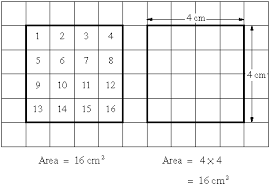 4 cm
1 2 3 4
5 6 7 8
4 cm
9 10 11 12
13 14 15 16
Area = 16 cm²
Area = 4 × 4
= 16 cm²